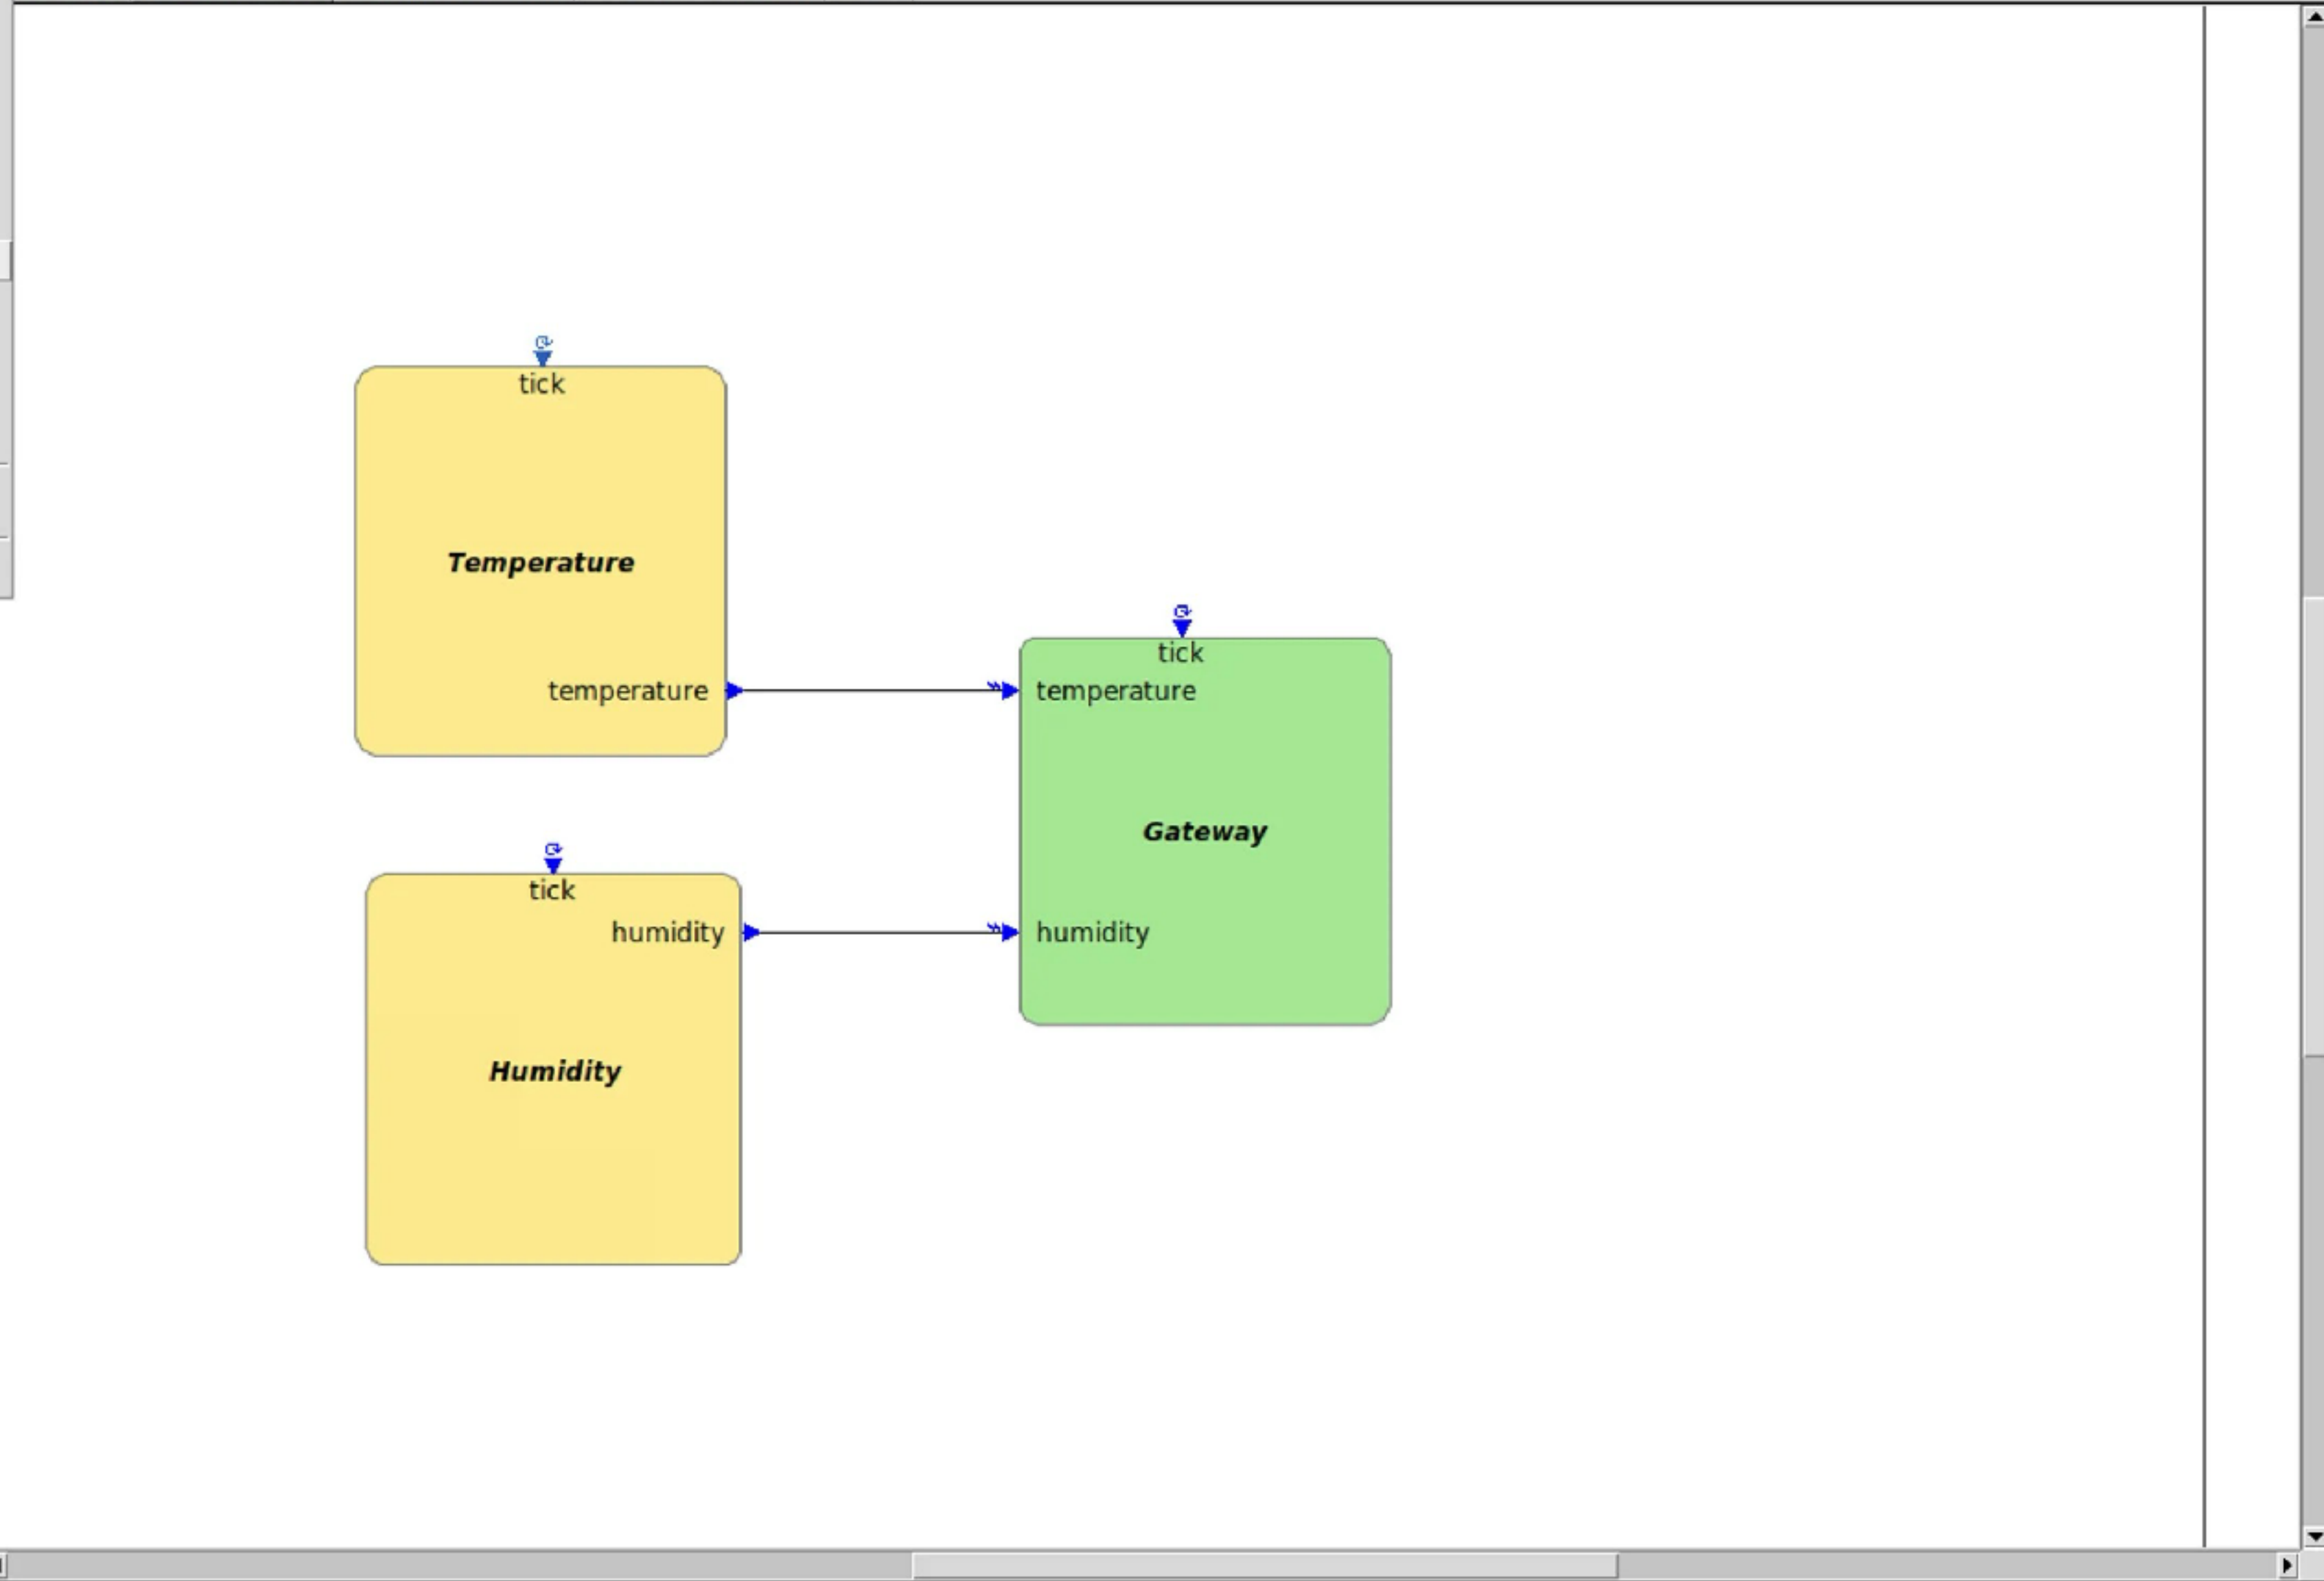 tick
Temperature
temperature
tick
temperature
Gateway
humidity
tick
humidity
Humidity